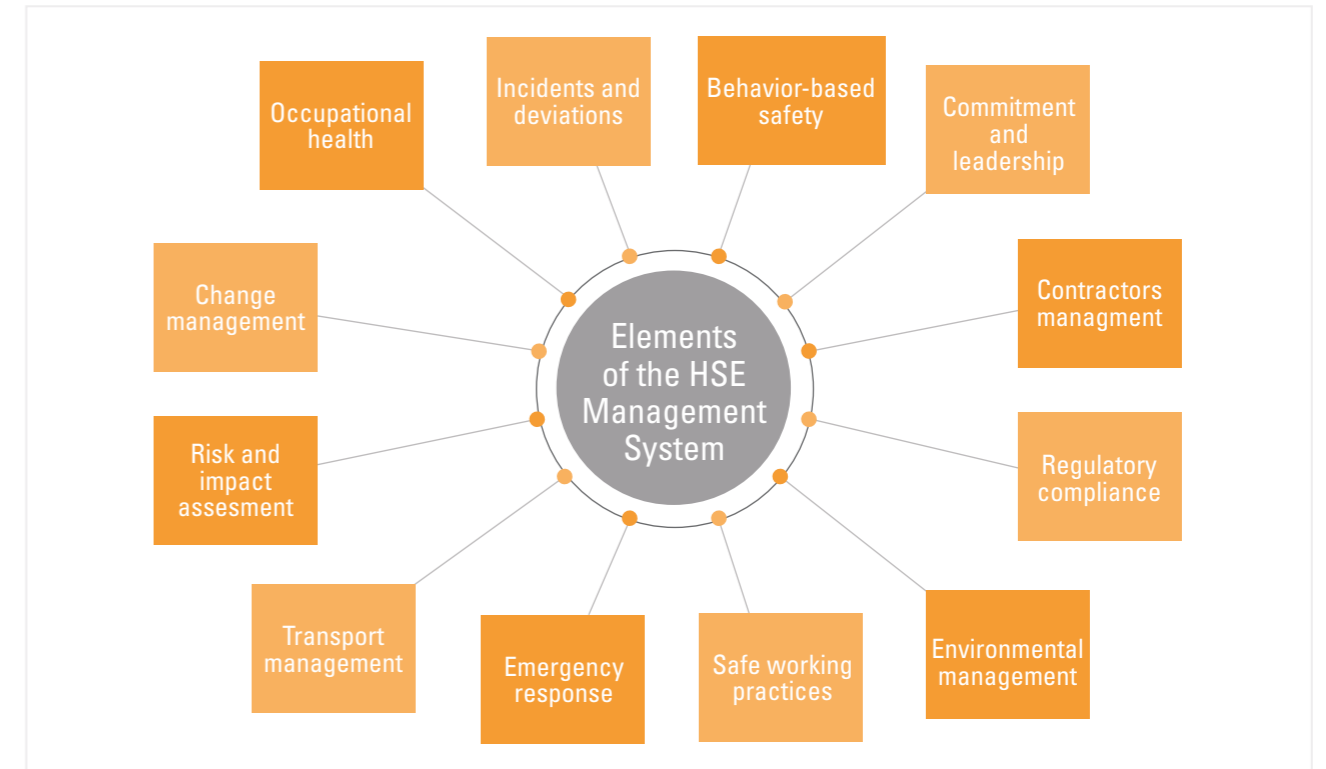 Occupational
health
Incidents and
deviations
Behavior-based
safety
Commitment
and
leadership
Change
management
Contractors
managment
Elements
of the HSE
Management
System
Risk and
impact
assesment
Regulatory
compliance
Transport
management
Emergency
response
Safe working
practices
Environmental
management